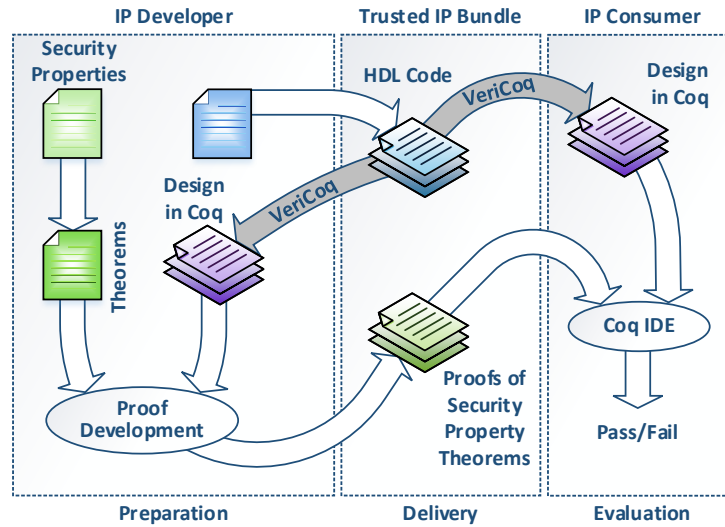 IP Developer
Trusted IP Bundle
IP Consumer
Security
Properties
HDL Code
VeriCoq
Design
in Coq
Design
in Coq
VeriCoq
Theorems
Coq IDE
Proof
Development
Proofs of
Security
Property
Theorems
Pass/Fail
Preparation
Delivery
Evaluation